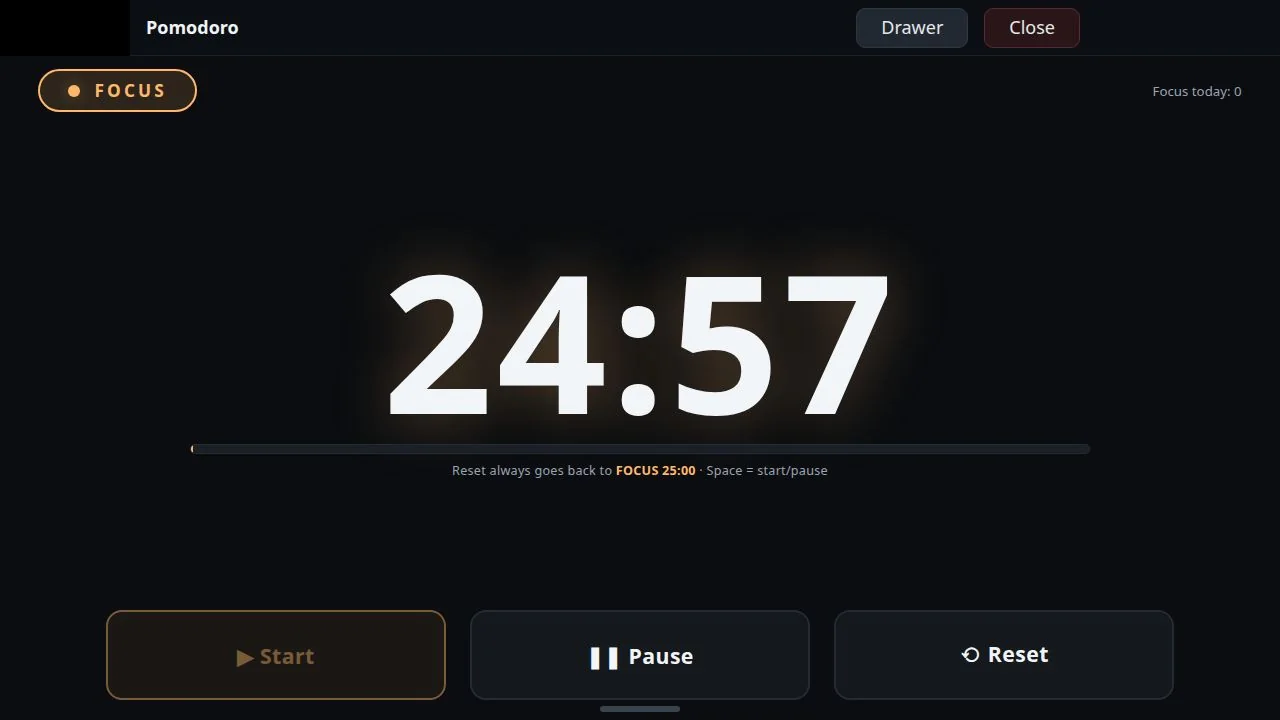 Pomodoro
Drawer
Close
FOCUS
Focus today: 0
24:57
Reset always goes back to FOCUS 25:00 · Space = start/pause
▶ Start
❚❚ Pause
⟲ Reset